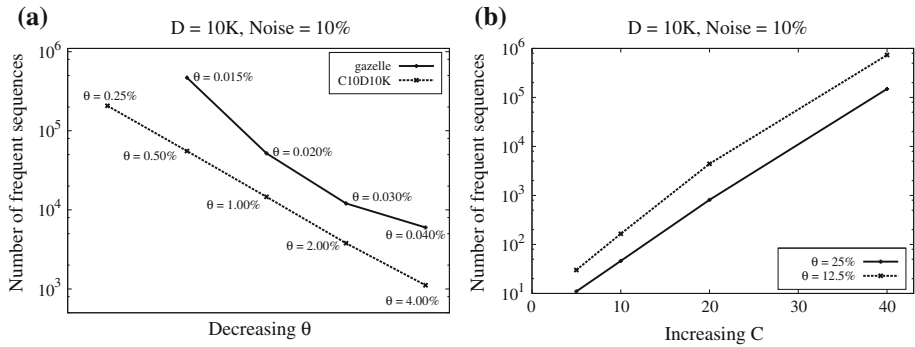 (a)
D = 10K, Noise = 10%
Number of frequent sequences
10^6
10^5
10^4
10^3
gazelle
C10D10K
θ = 0.015%
θ = 0.25%
θ = 0.020%
θ = 0.50%
θ = 0.030%
θ = 1.00%
θ = 0.040%
θ = 2.00%
θ = 4.00%
Decreasing θ
(b)
D = 10K, Noise = 10%
Number of frequent sequences
10^6
10^5
10^4
10^3
10^2
10^1
θ = 25%
θ = 12.5%
0 10 20 30 40
Increasing C